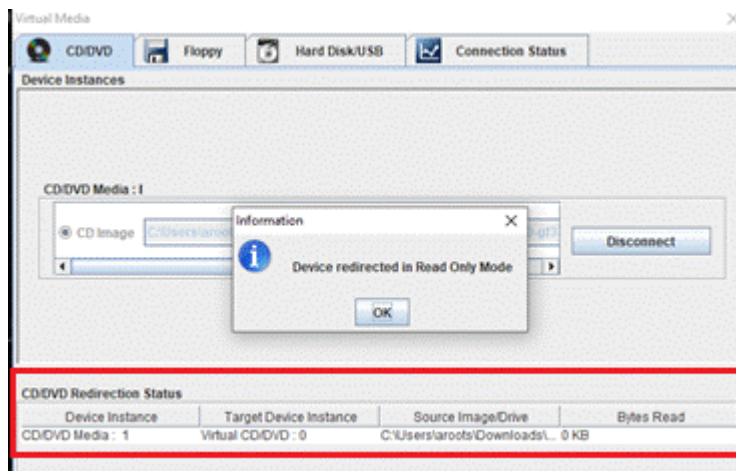 Virtual Media
CD/DVD Floppy Hard Disk/USB Connection Status
Device Instances
CD/DVD Media : I
CD Image C:\Users\aroots
Disconnect
Information
Device redirected in Read Only Mode
OK
CD/DVD Redirection Status
Device Instance Target Device Instance Source Image/Drive Bytes Read
CD/DVD Media : 1 Virtual CD/DVD : 0 C:\Users\aroots\Downloads\... 0 KB